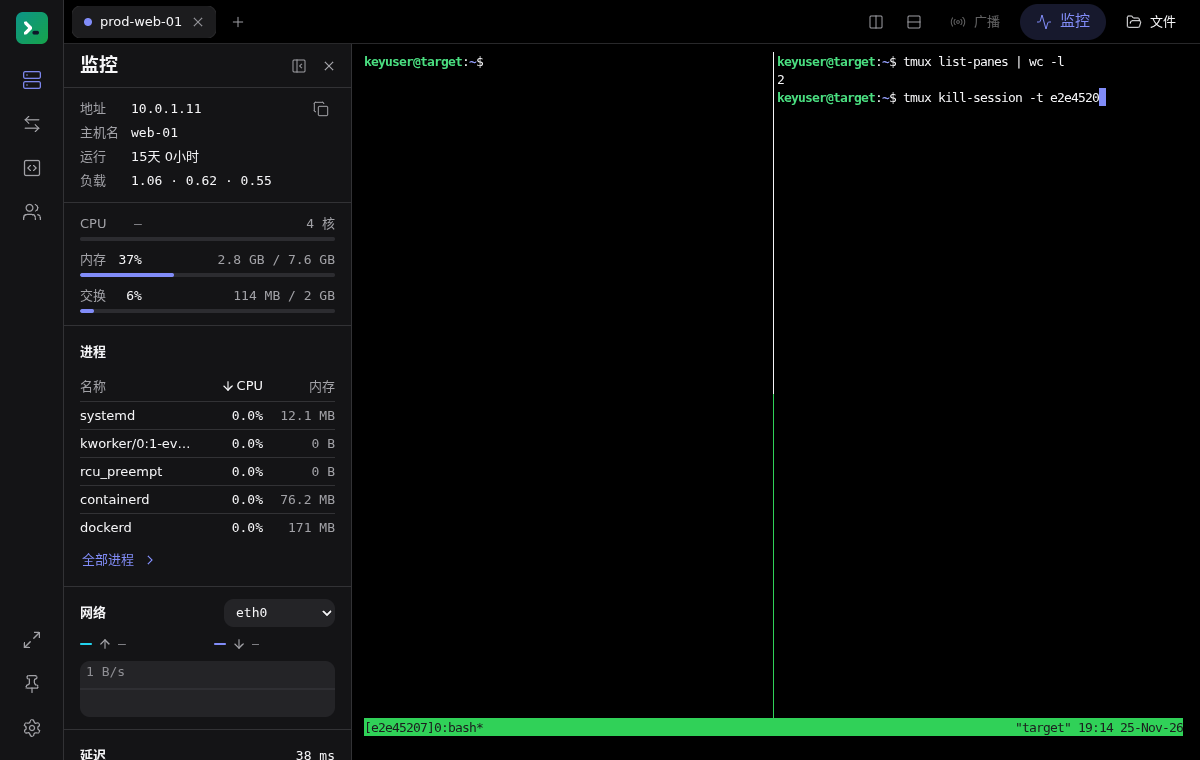 prod-web-01
广播
监控
文件
监控
地址 10.0.1.11
主机名 web-01
运行 15天 0小时
负载 1.06 · 0.62 · 0.55
CPU — 4 核
内存 37% 2.8 GB / 7.6 GB
交换 6% 114 MB / 2 GB
进程
名称 CPU 内存
systemd 0.0% 12.1 MB
kworker/0:1-ev… 0.0% 0 B
rcu_preempt 0.0% 0 B
containerd 0.0% 76.2 MB
dockerd 0.0% 171 MB
全部进程
网络 eth0
— —
1 B/s
延迟 38 ms
keyuser@target:~$
keyuser@target:~$ tmux list-panes | wc -l
2
keyuser@target:~$ tmux kill-session -t e2e4520
[e2e45207]0:bash* "target" 19:14 25-Nov-26